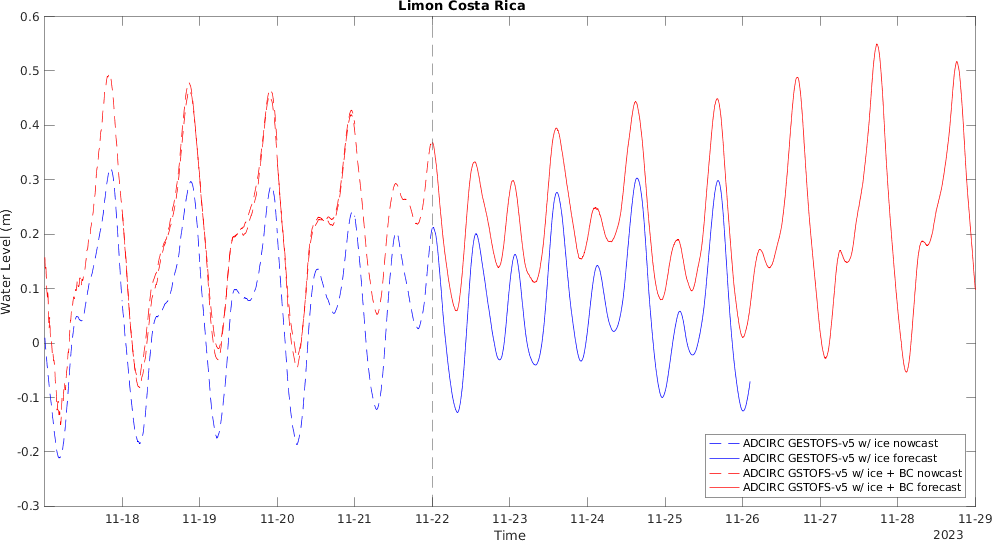 Limon Costa Rica
0.6
0.5
0.4
0.3
0.2
0.1
0
-0.1
-0.2
-0.3
Water Level (m)
ADCIRC GESTOFS-v5 w/ ice nowcast
ADCIRC GESTOFS-v5 w/ ice forecast
ADCIRC GSTOFS-v5 w/ ice + BC nowcast
ADCIRC GSTOFS-v5 w/ ice + BC forecast
11-18 11-19 11-20 11-21 11-22 11-23 11-24 11-25 11-26 11-27 11-28 11-29
Time
2023